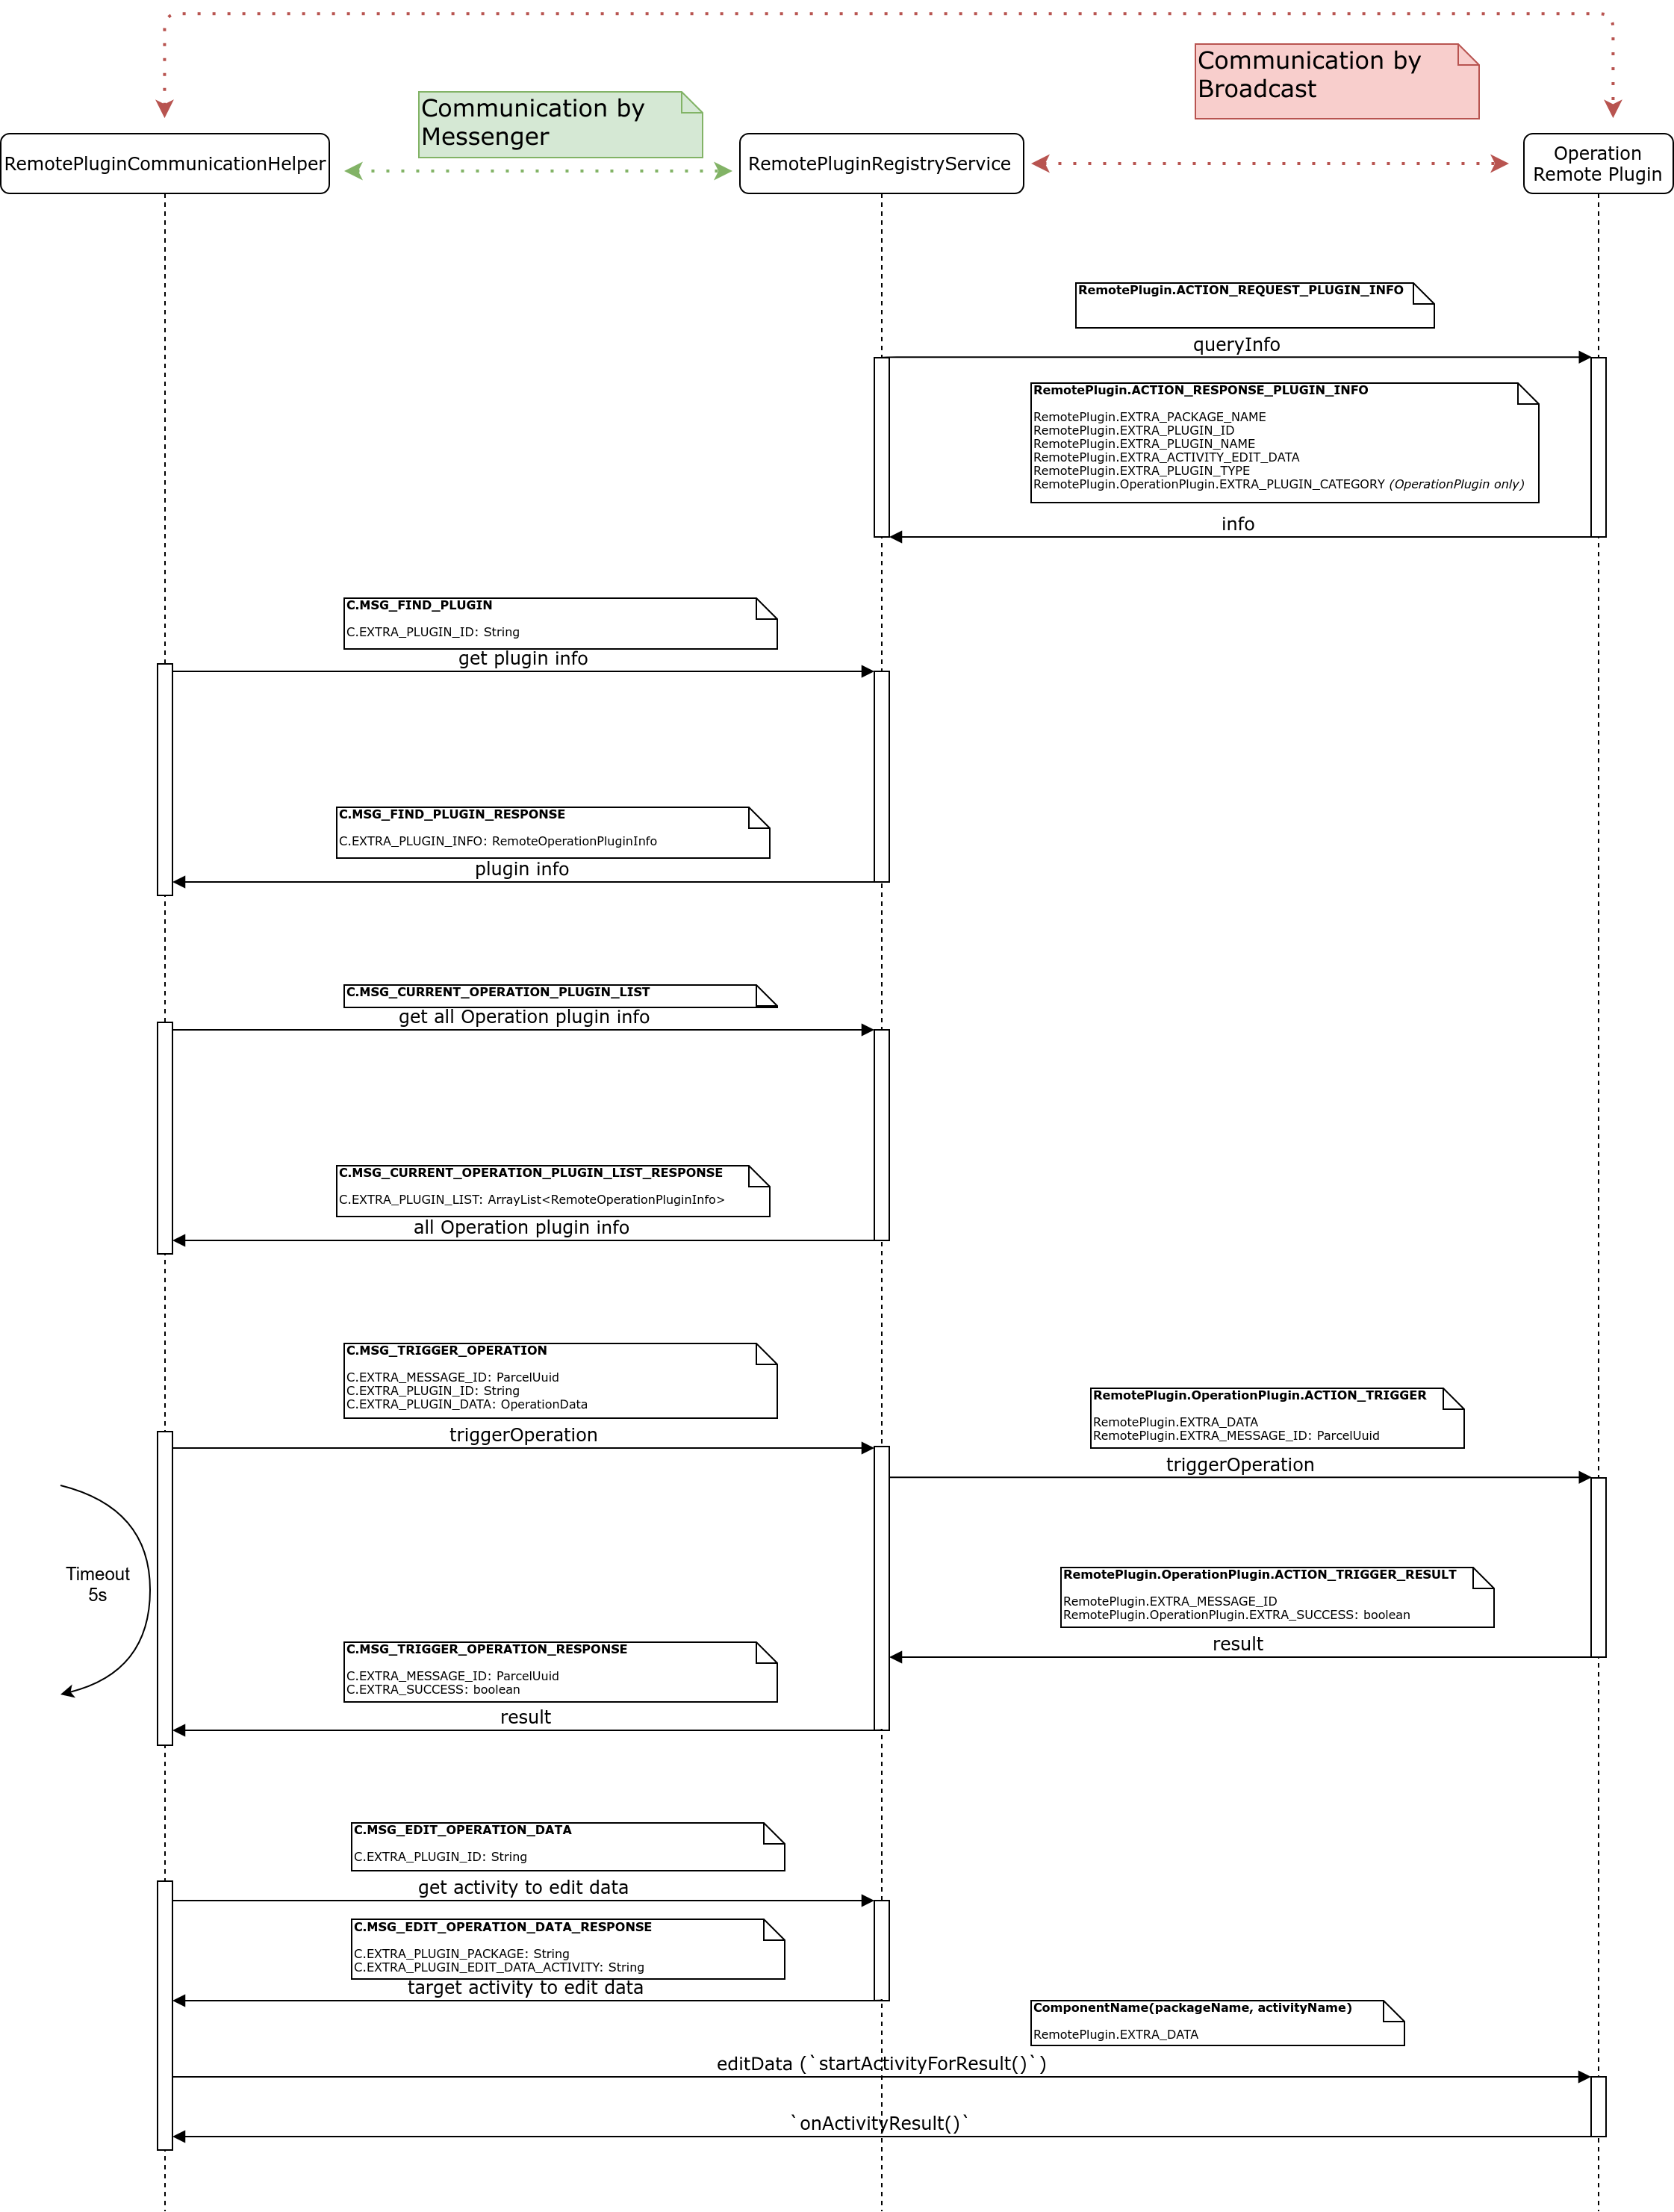 Communication by
Broadcast
Communication by
Messenger
RemotePluginCommunicationHelper
RemotePluginRegistryService
Operation
Remote Plugin
RemotePlugin.ACTION_REQUEST_PLUGIN_INFO
queryInfo
RemotePlugin.ACTION_RESPONSE_PLUGIN_INFO
RemotePlugin.EXTRA_PACKAGE_NAME
RemotePlugin.EXTRA_PLUGIN_ID
RemotePlugin.EXTRA_PLUGIN_NAME
RemotePlugin.EXTRA_ACTIVITY_EDIT_DATA
RemotePlugin.EXTRA_PLUGIN_TYPE
RemotePlugin.OperationPlugin.EXTRA_PLUGIN_CATEGORY (OperationPlugin only)
info
C.MSG_FIND_PLUGIN
C.EXTRA_PLUGIN_ID: String
get plugin info
C.MSG_FIND_PLUGIN_RESPONSE
C.EXTRA_PLUGIN_INFO: RemoteOperationPluginInfo
plugin info
C.MSG_CURRENT_OPERATION_PLUGIN_LIST
get all Operation plugin info
C.MSG_CURRENT_OPERATION_PLUGIN_LIST_RESPONSE
C.EXTRA_PLUGIN_LIST: ArrayList<RemoteOperationPluginInfo>
all Operation plugin info
C.MSG_TRIGGER_OPERATION
C.EXTRA_MESSAGE_ID: ParcelUuid
C.EXTRA_PLUGIN_ID: String
C.EXTRA_PLUGIN_DATA: OperationData
triggerOperation
RemotePlugin.OperationPlugin.ACTION_TRIGGER
RemotePlugin.EXTRA_DATA
RemotePlugin.EXTRA_MESSAGE_ID: ParcelUuid
triggerOperation
Timeout
5s
RemotePlugin.OperationPlugin.ACTION_TRIGGER_RESULT
RemotePlugin.EXTRA_MESSAGE_ID
RemotePlugin.OperationPlugin.EXTRA_SUCCESS: boolean
result
C.MSG_TRIGGER_OPERATION_RESPONSE
C.EXTRA_MESSAGE_ID: ParcelUuid
C.EXTRA_SUCCESS: boolean
result
C.MSG_EDIT_OPERATION_DATA
C.EXTRA_PLUGIN_ID: String
get activity to edit data
C.MSG_EDIT_OPERATION_DATA_RESPONSE
C.EXTRA_PLUGIN_PACKAGE: String
C.EXTRA_PLUGIN_EDIT_DATA_ACTIVITY: String
target activity to edit data
ComponentName(packageName, activityName)
RemotePlugin.EXTRA_DATA
editData (`startActivityForResult()`)
`onActivityResult()`